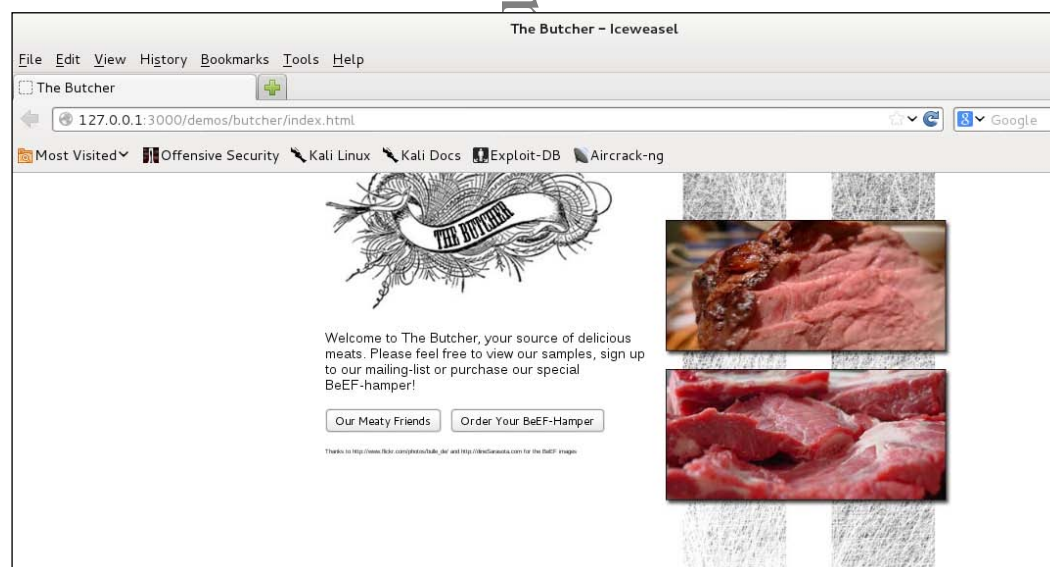 The Butcher – Iceweasel
File Edit View History Bookmarks Tools Help
The Butcher
127.0.0.1:3000/demos/butcher/index.html
Google
Most Visited Offensive Security Kali Linux Kali Docs Exploit-DB Aircrack-ng
THE BUTCHER
Welcome to The Butcher, your source of delicious
meats. Please feel free to view our samples, sign up
to our mailing-list or purchase our special
BeEF-hamper!
Our Meaty Friends Order Your BeEF-Hamper